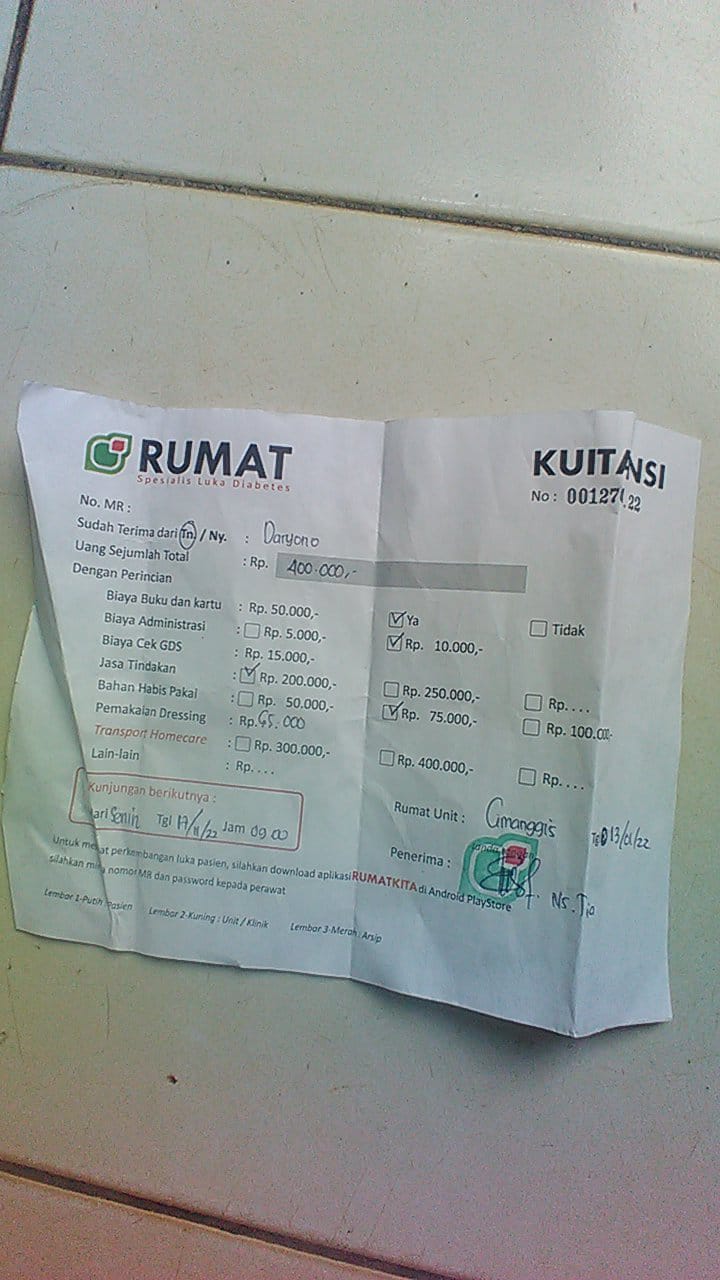 RUMAT
Spesialis Luka Diabetes
KUITANSI
No : 00127 22
No. MR :
Sudah Terima dari Tn. / Ny. : Daryono
Uang Sejumlah Total : Rp. 400.000,-
Dengan Perincian
Biaya Buku dan kartu : Rp. 50.000,- Ya Tidak
Biaya Administrasi : Rp. 5.000,- Rp. 10.000,-
Biaya Cek GDS : Rp. 15.000,-
Jasa Tindakan : Rp. 200.000,- Rp. 250.000,- Rp. . . .
Bahan Habis Pakai : Rp. 50.000,- Rp. 75.000,- Rp. 100.000,-
Pemakaian Dressing : Rp. 65.000
Transport Homecare : Rp. 300.000,- Rp. 400.000,- Rp. . . .
Lain-lain : Rp. . . .
Kunjungan berikutnya :
Hari Senin Tgl 17/ /22 Jam 09.00
Rumat Unit : Cimanggis Tgl 13/01/22
Penerima : Ns. Tia
Untuk melihat perkembangan luka pasien, silahkan download aplikasi RUMATKITA di Android PlayStore
silahkan minta nomor MR dan password kepada perawat
Lembar 1-Putih : Pasien Lembar 2-Kuning : Unit / Klinik Lembar 3-Merah : Arsip